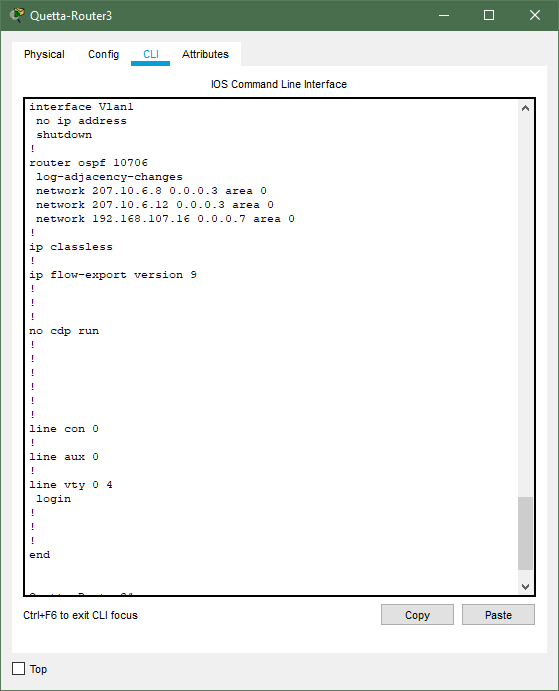 Quetta-Router3
Physical Config CLI Attributes
IOS Command Line Interface
interface Vlan1
 no ip address
 shutdown
!
router ospf 10706
 log-adjacency-changes
 network 207.10.6.8 0.0.0.3 area 0
 network 207.10.6.12 0.0.0.3 area 0
 network 192.168.107.16 0.0.0.7 area 0
!
ip classless
!
ip flow-export version 9
!
!
!
no cdp run
!
!
!
!
!
!
line con 0
!
line aux 0
!
line vty 0 4
 login
!
!
!
end
Ctrl+F6 to exit CLI focus
Copy Paste
Top